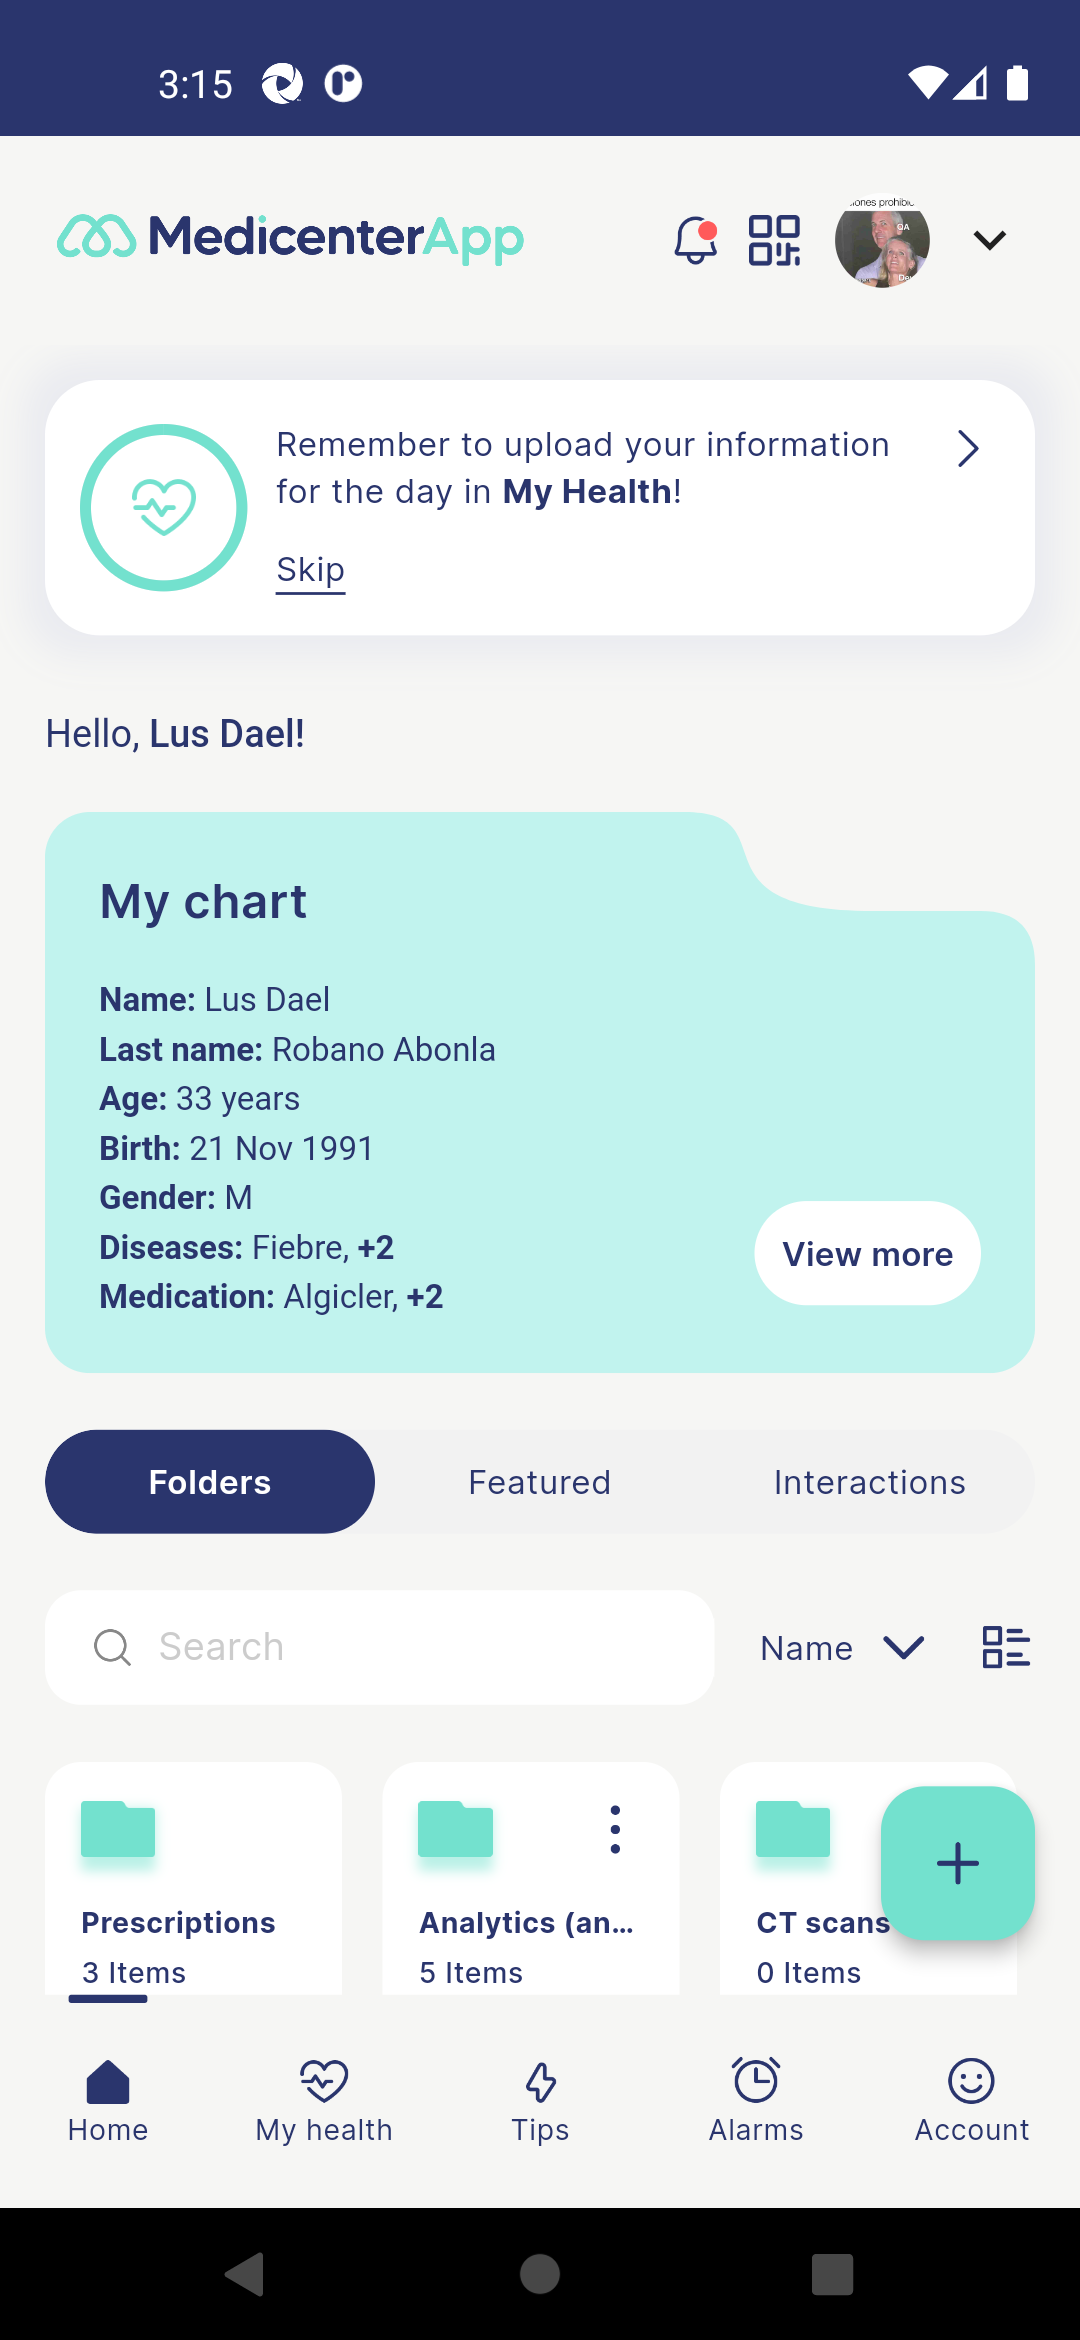 3:15
MedicenterApp
QA
Remember to upload your information
for the day in My Health!
Skip
Hello, Lus Dael!
My chart
Name: Lus Dael
Last name: Robano Abonla
Age: 33 years
Birth: 21 Nov 1991
Gender: M
Diseases: Fiebre, +2
Medication: Algicler, +2
View more
Folders Featured Interactions
Search Name
Prescriptions Analytics (an... CT scans
3 Items 5 Items 0 Items
Home My health Tips Alarms Account